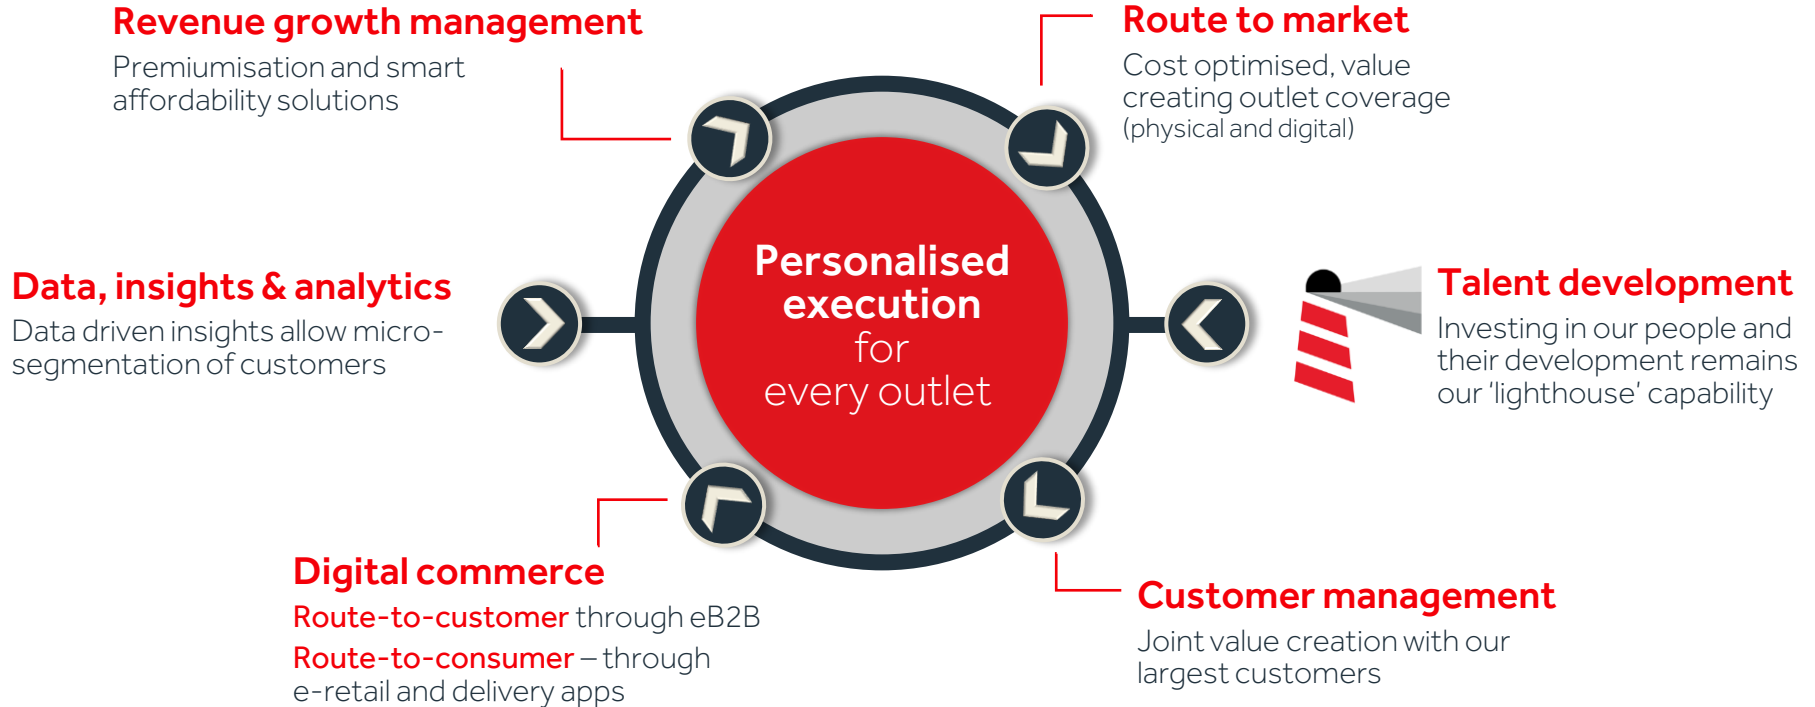 Revenue growth management
Premiumisation and smart
affordability solutions
Route to market
Cost optimised, value
creating outlet coverage
(physical and digital)
Data, insights & analytics
Data driven insights allow micro-
segmentation of customers
Personalised
execution
for
every outlet
Talent development
Investing in our people and
their development remains
our ‘lighthouse’ capability
Digital commerce
Route-to-customer through eB2B
Route-to-consumer – through
e-retail and delivery apps
Customer management
Joint value creation with our
largest customers